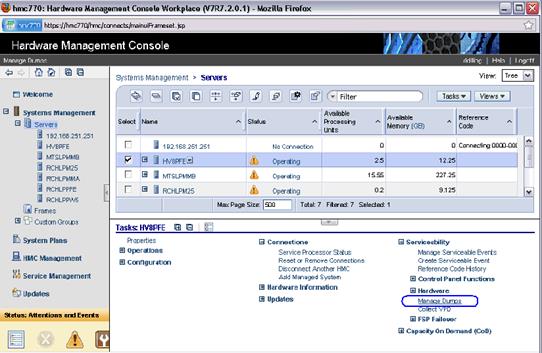 hmc770: Hardware Management Console Workplace (V7R7.2.0.1) - Mozilla Firefox
hmc770 https://hmc770/hmc/connects/mainuiFrameset.jsp
Hardware Management Console
Help | Logoff
Systems Management > Servers
View: Tree
Welcome
Systems Management
Servers
192.168.251.251
HV8PFE
MTSLPMMB
RCHLPM25
RCHLPMMA
RCHLPPFE
RCHLPPW5
Frames
Custom Groups
System Plans
HMC Management
Service Management
Updates
Status: Attentions and Events
Filter
Tasks
Views
Select Name Status Available Processing Units Available Memory (GB) Reference Code
192.168.251.251 No Connection 0 0 Connecting 0000-000
HV8PFE Operating 2.5 12.25
MTSLPMMB Operating 15.55 227.25
RCHLPM25 Operating 0.2 9.125
Max Page Size: 500 Total: 7 Filtered: 7 Selected: 1
Tasks: HV8PFE
Properties
Operations
Configuration
Connections
Service Processor Status
Reset or Remove Connections
Disconnect Another HMC
Add Managed System
Hardware Information
Updates
Serviceability
Manage Serviceable Events
Create Serviceable Event
Reference Code History
Control Panel Functions
Hardware
Manage Dumps
Collect VPD
FSP Failover
Capacity On Demand (CoD)